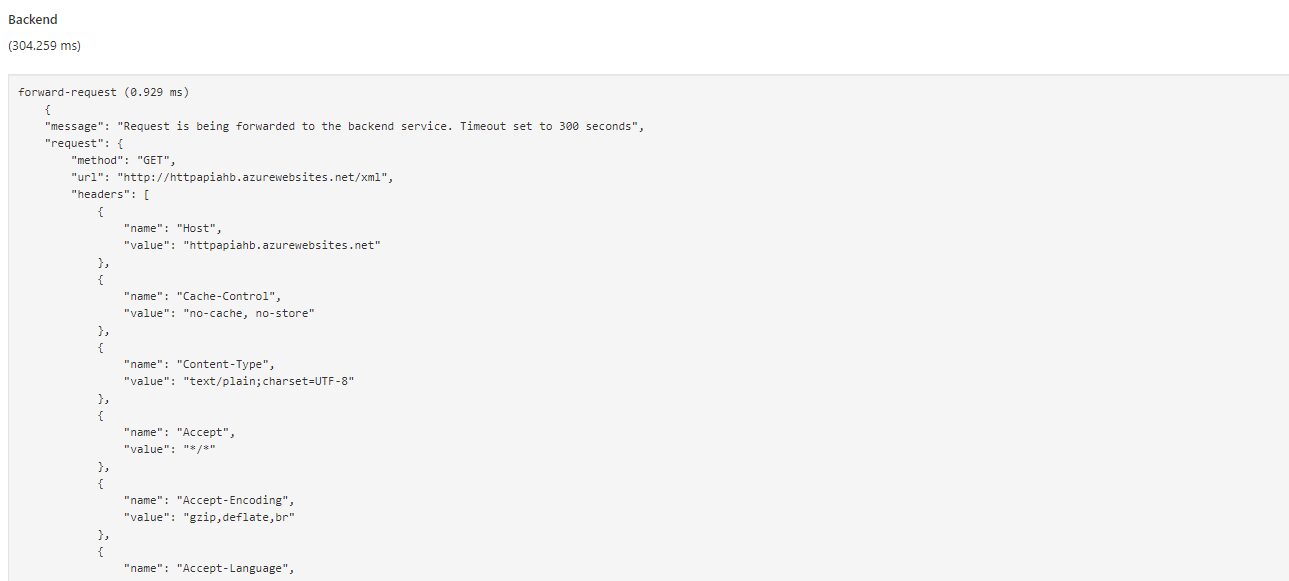 Backend
(304.259 ms)
forward-request (0.929 ms)
{
"message": "Request is being forwarded to the backend service. Timeout set to 300 seconds",
"request": {
"method": "GET",
"url": "http://httpapiahb.azurewebsites.net/xml",
"headers": [
{
"name": "Host",
"value": "httpapiahb.azurewebsites.net"
},
{
"name": "Cache-Control",
"value": "no-cache, no-store"
},
{
"name": "Content-Type",
"value": "text/plain;charset=UTF-8"
},
{
"name": "Accept",
"value": "*/*"
},
{
"name": "Accept-Encoding",
"value": "gzip,deflate,br"
},
{
"name": "Accept-Language",